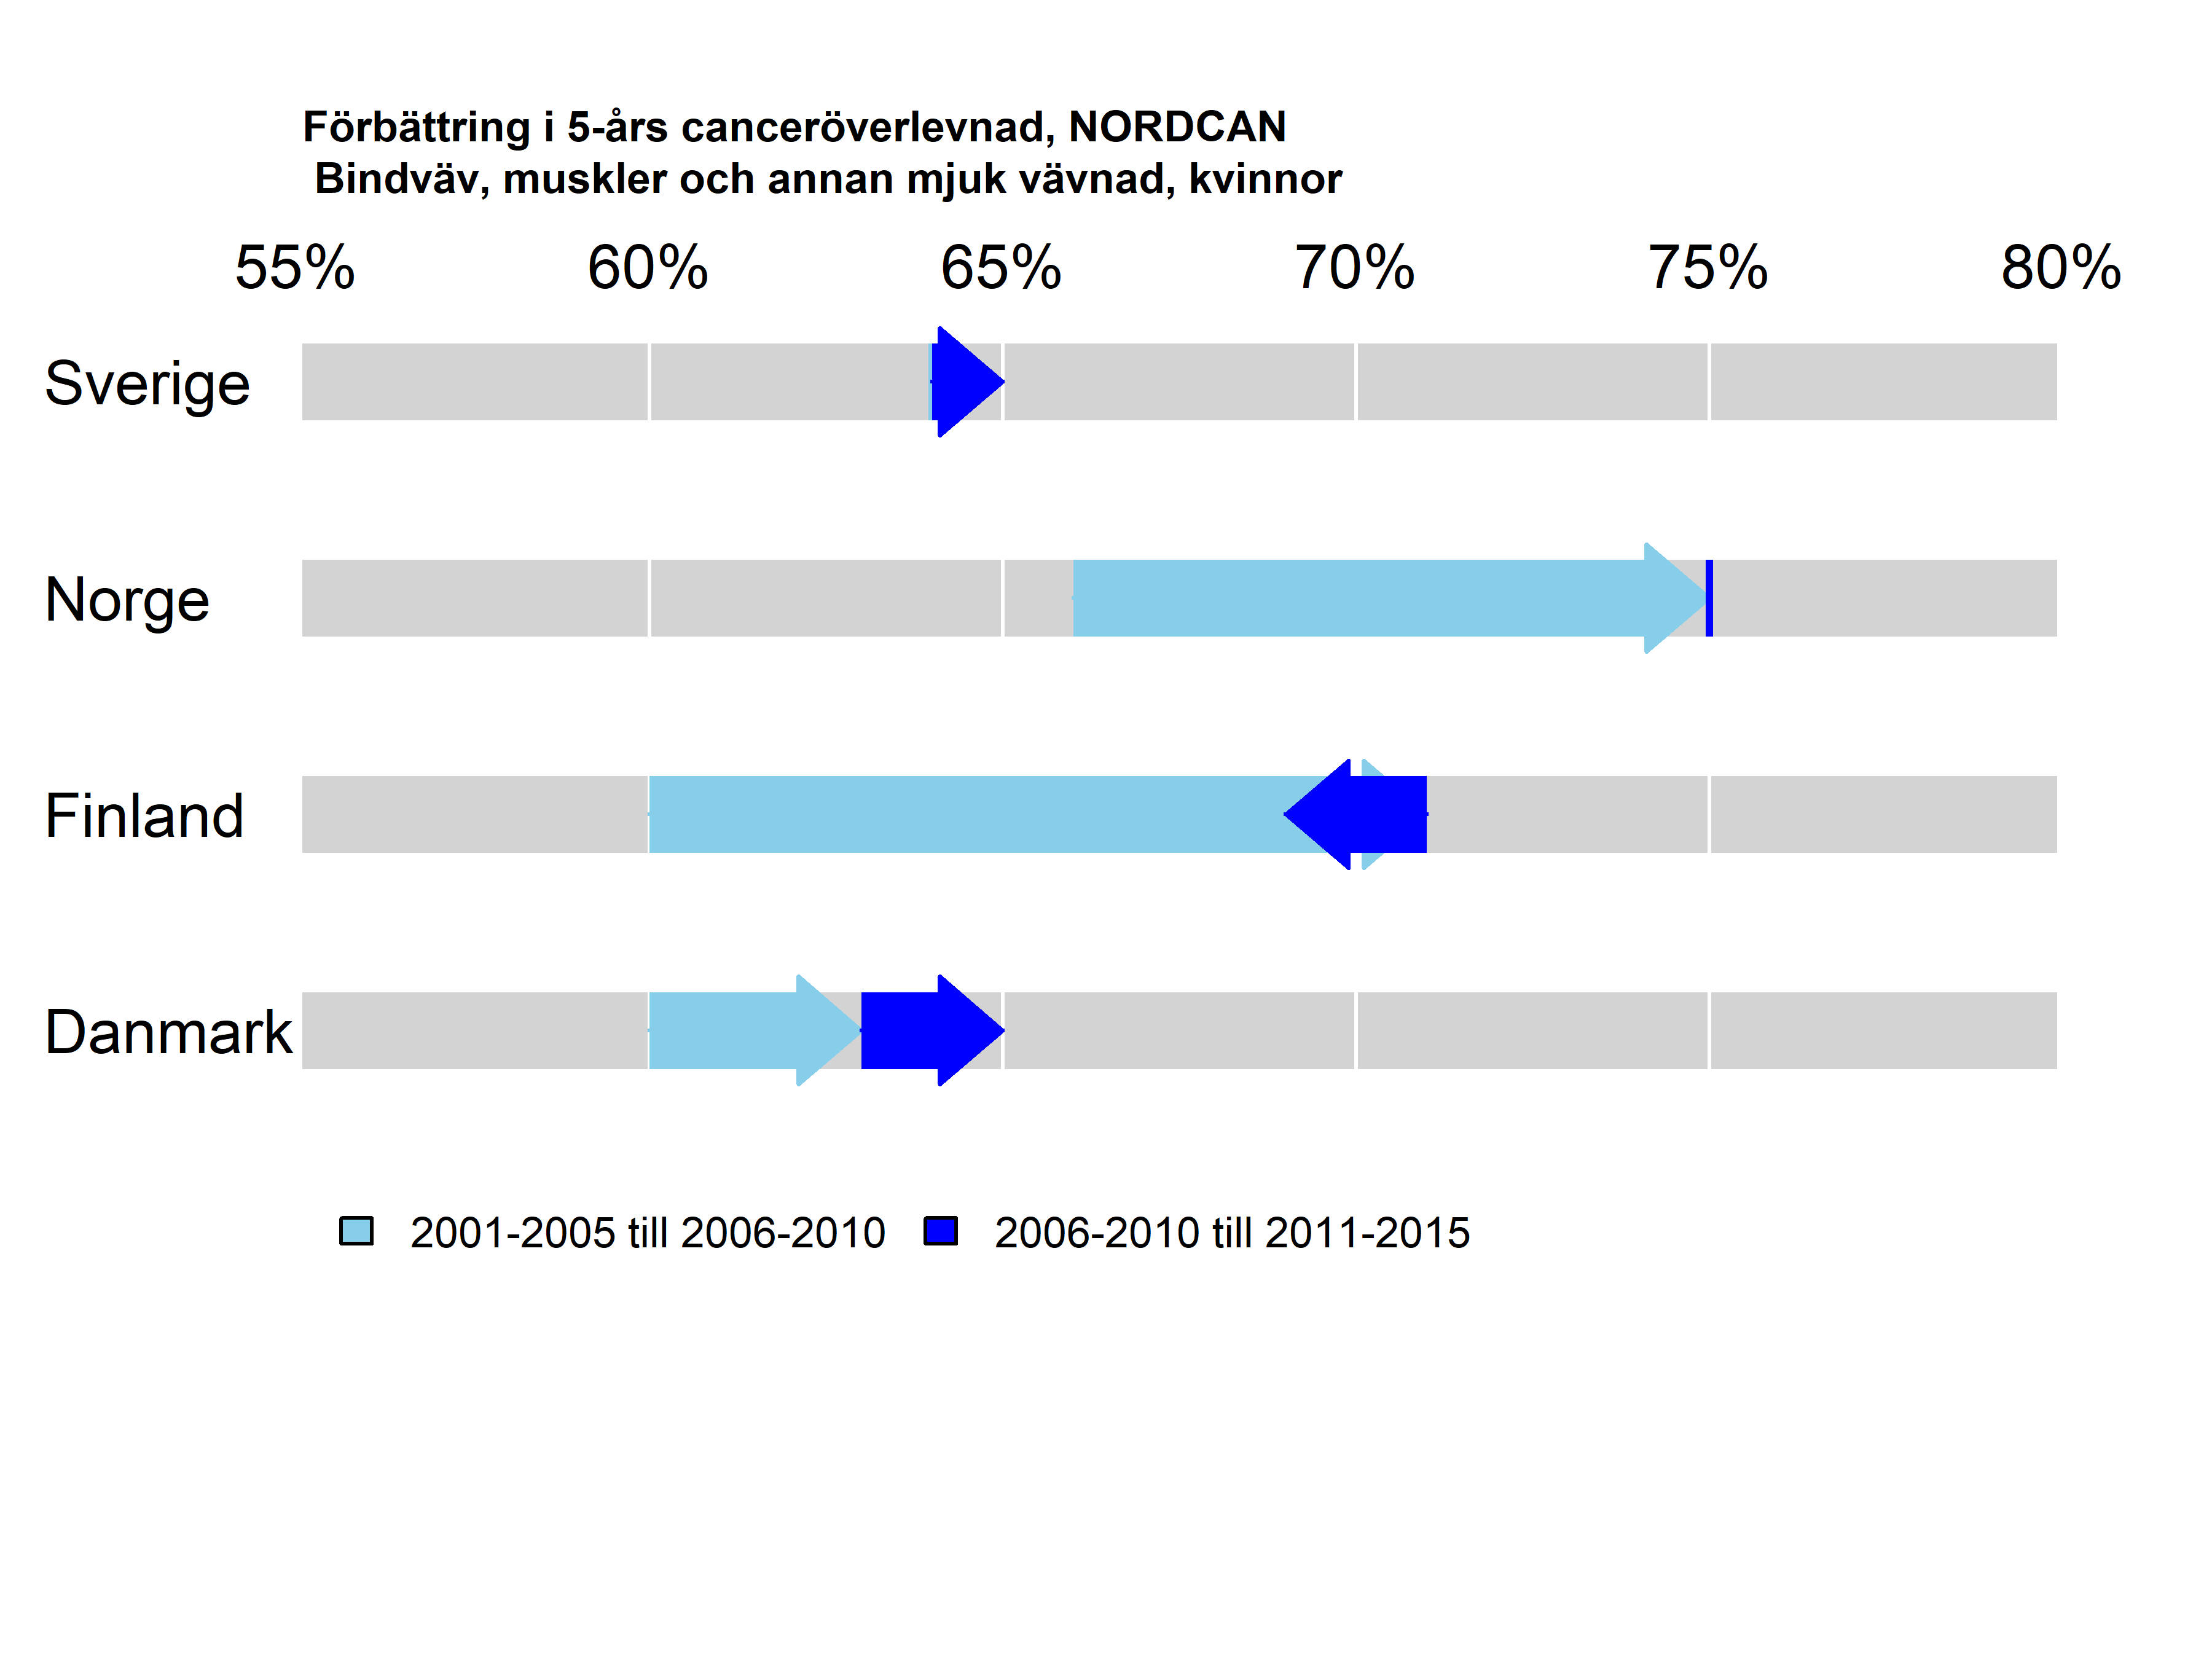 Förbättring i 5-års canceröverlevnad, NORDCAN
Bindväv, muskler och annan mjuk vävnad, kvinnor
55% 60% 65% 70% 75% 80%
Sverige
Norge
Finland
Danmark
2001-2005 till 2006-2010 2006-2010 till 2011-2015